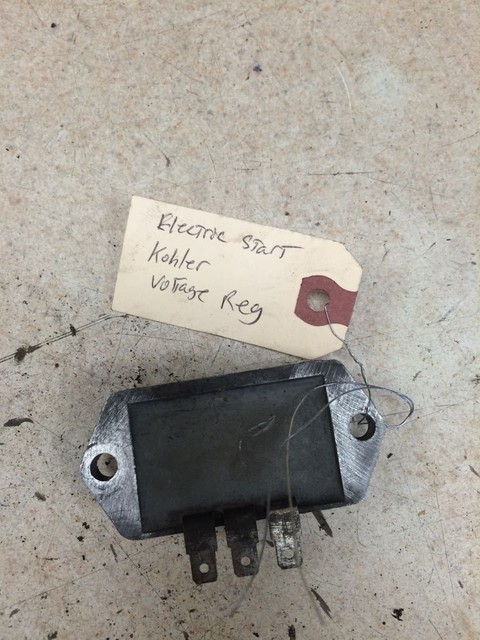 Electric Start
Kohler
Voltage Reg